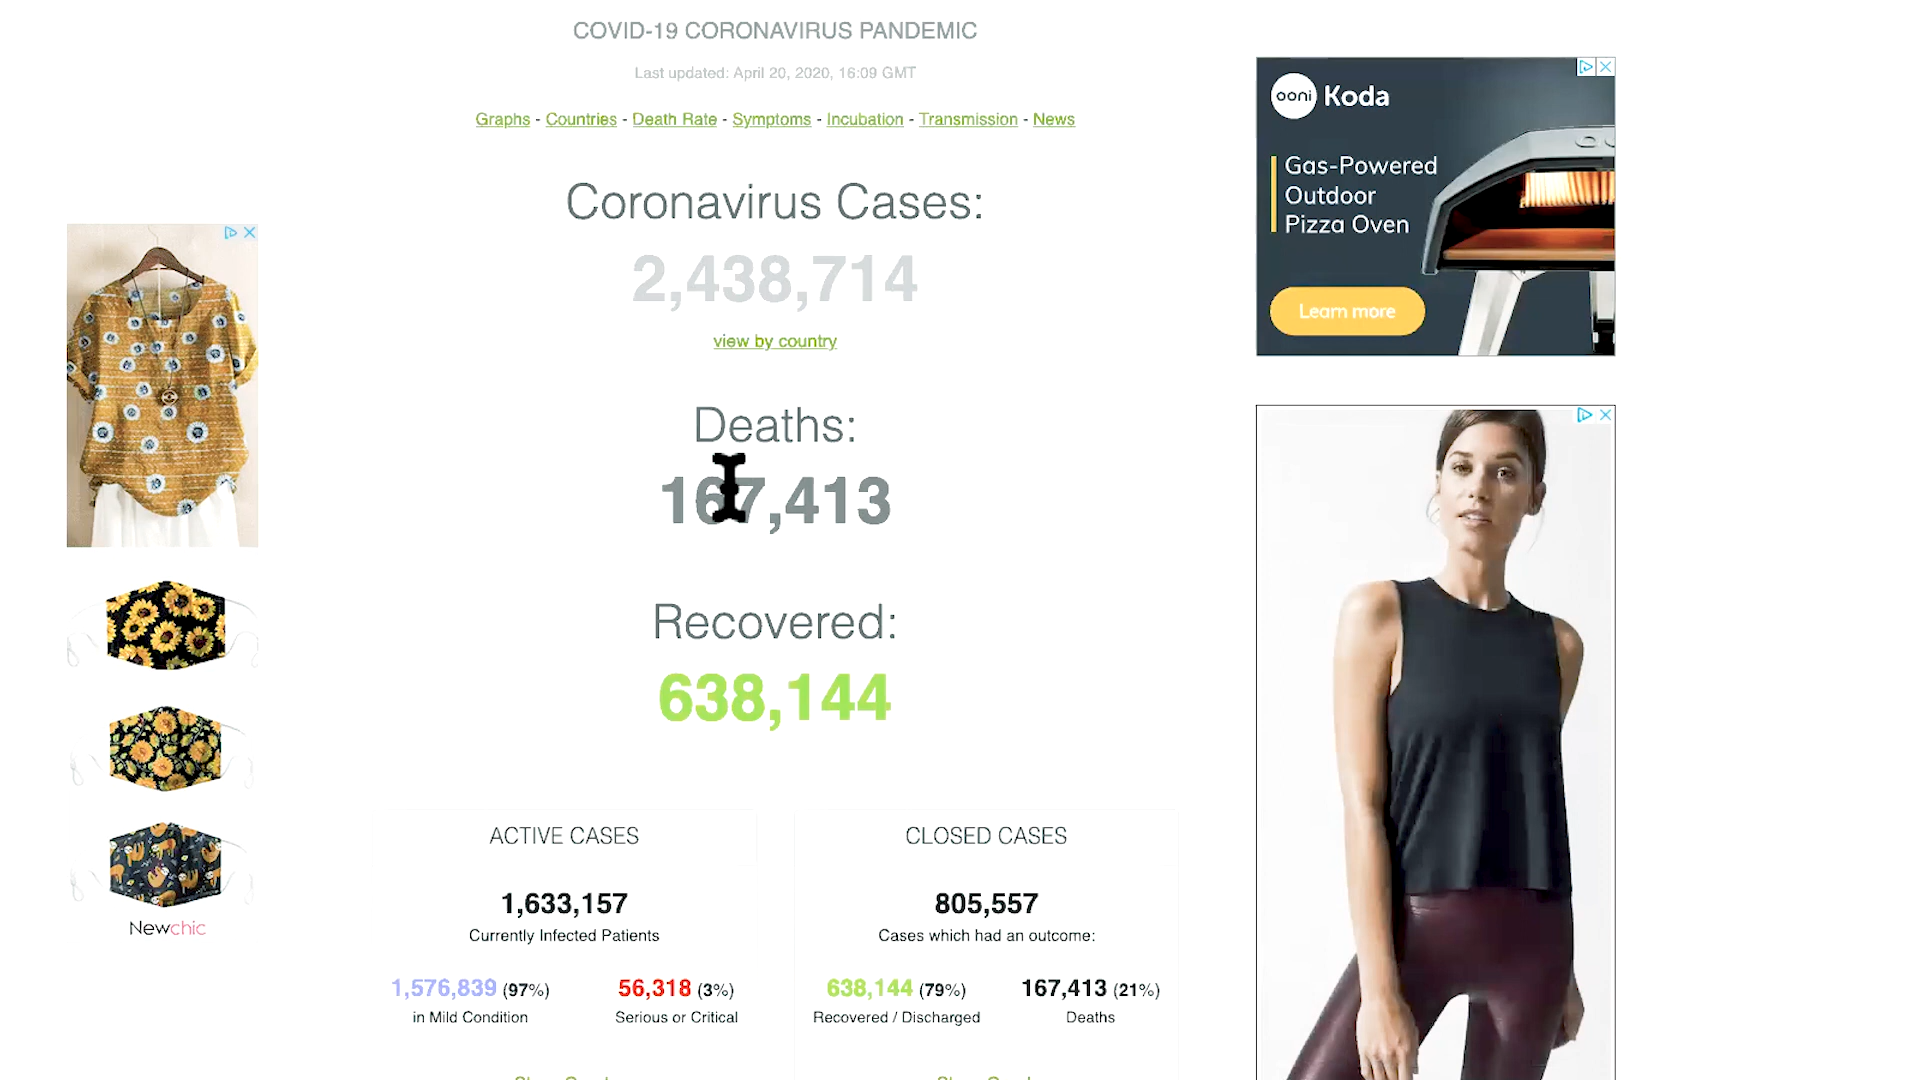 COVID-19 CORONAVIRUS PANDEMIC
Last updated: April 20, 2020, 16:09 GMT
Graphs - Countries - Death Rate - Symptoms - Incubation - Transmission - News
Coronavirus Cases:
2,438,714
view by country
Deaths:
167,413
Recovered:
638,144
ACTIVE CASES
1,633,157
Currently Infected Patients
1,576,839 (97%)
in Mild Condition
56,318 (3%)
Serious or Critical
CLOSED CASES
805,557
Cases which had an outcome:
638,144 (79%)
Recovered / Discharged
167,413 (21%)
Deaths
Newchic
ooni Koda
Gas-Powered
Outdoor
Pizza Oven
Learn more